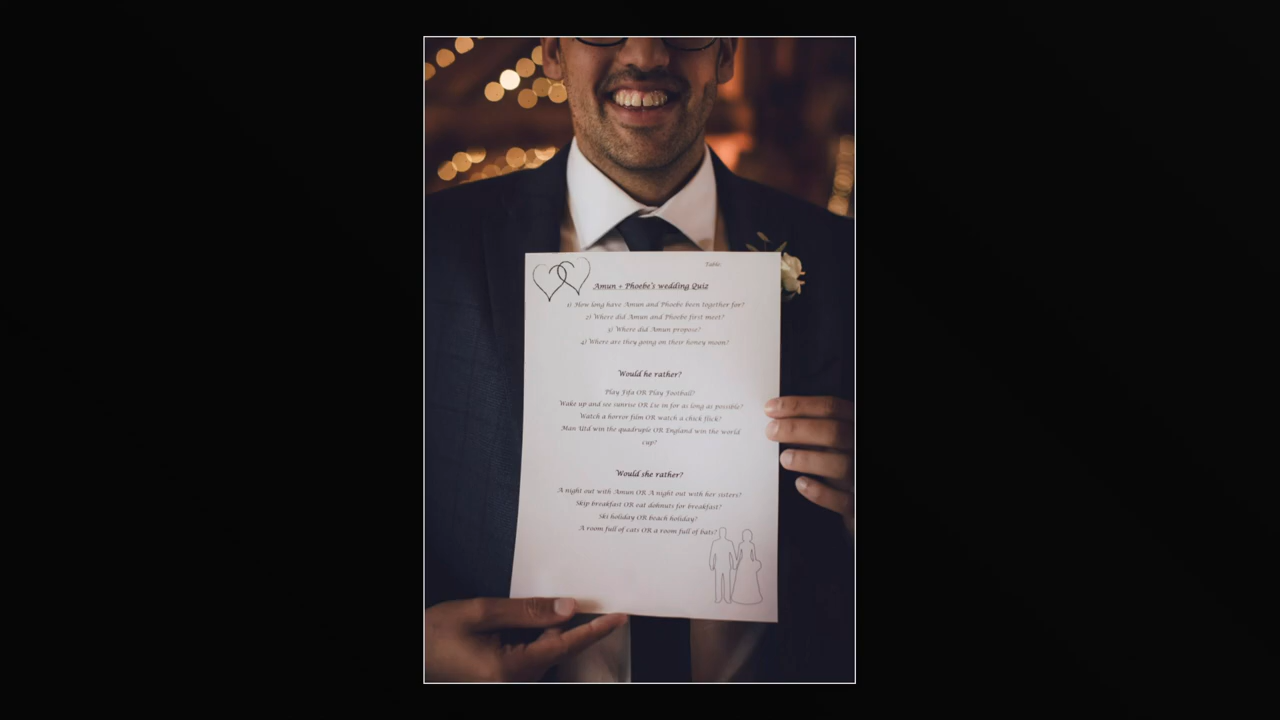 Table:
Amun + Phoebe's wedding Quiz
1) How long have Amun and Phoebe been together for?
2) Where did Amun and Phoebe first meet?
3) Where did Amun propose?
4) Where are they going on their honey moon?
Would he rather?
Play Fifa OR Play Football?
Wake up and see sunrise OR Lie in for as long as possible?
Watch a horror film OR watch a chick flick?
Man Utd win the quadruple OR England win the world
cup?
Would she rather?
A night out with Amun OR A night out with her sisters?
Skip breakfast OR eat dohnuts for breakfast?
Ski holiday OR beach holiday?
A room full of cats OR a room full of bats?